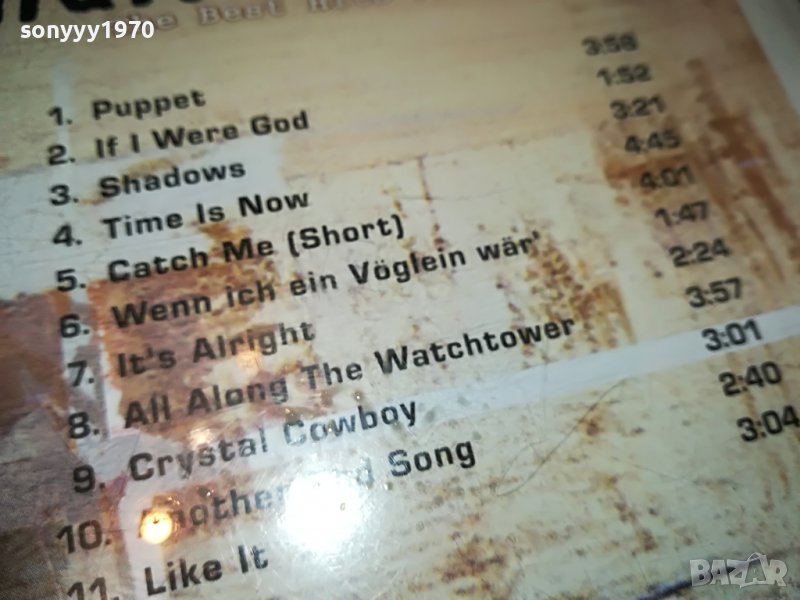 sonyyy1970
Best
1. Puppet 3:58
2. If I Were God 1:52
3. Shadows 3:21
4. Time Is Now 4:45
5. Catch Me (Short) 4:01
6. Wenn ich ein Vöglein wär' 1:47
7. It's Alright 2:24
8. All Along The Watchtower 3:57
9. Crystal Cowboy 3:01
10. Another Song 2:40
11. Like It 3:04
BAZAR